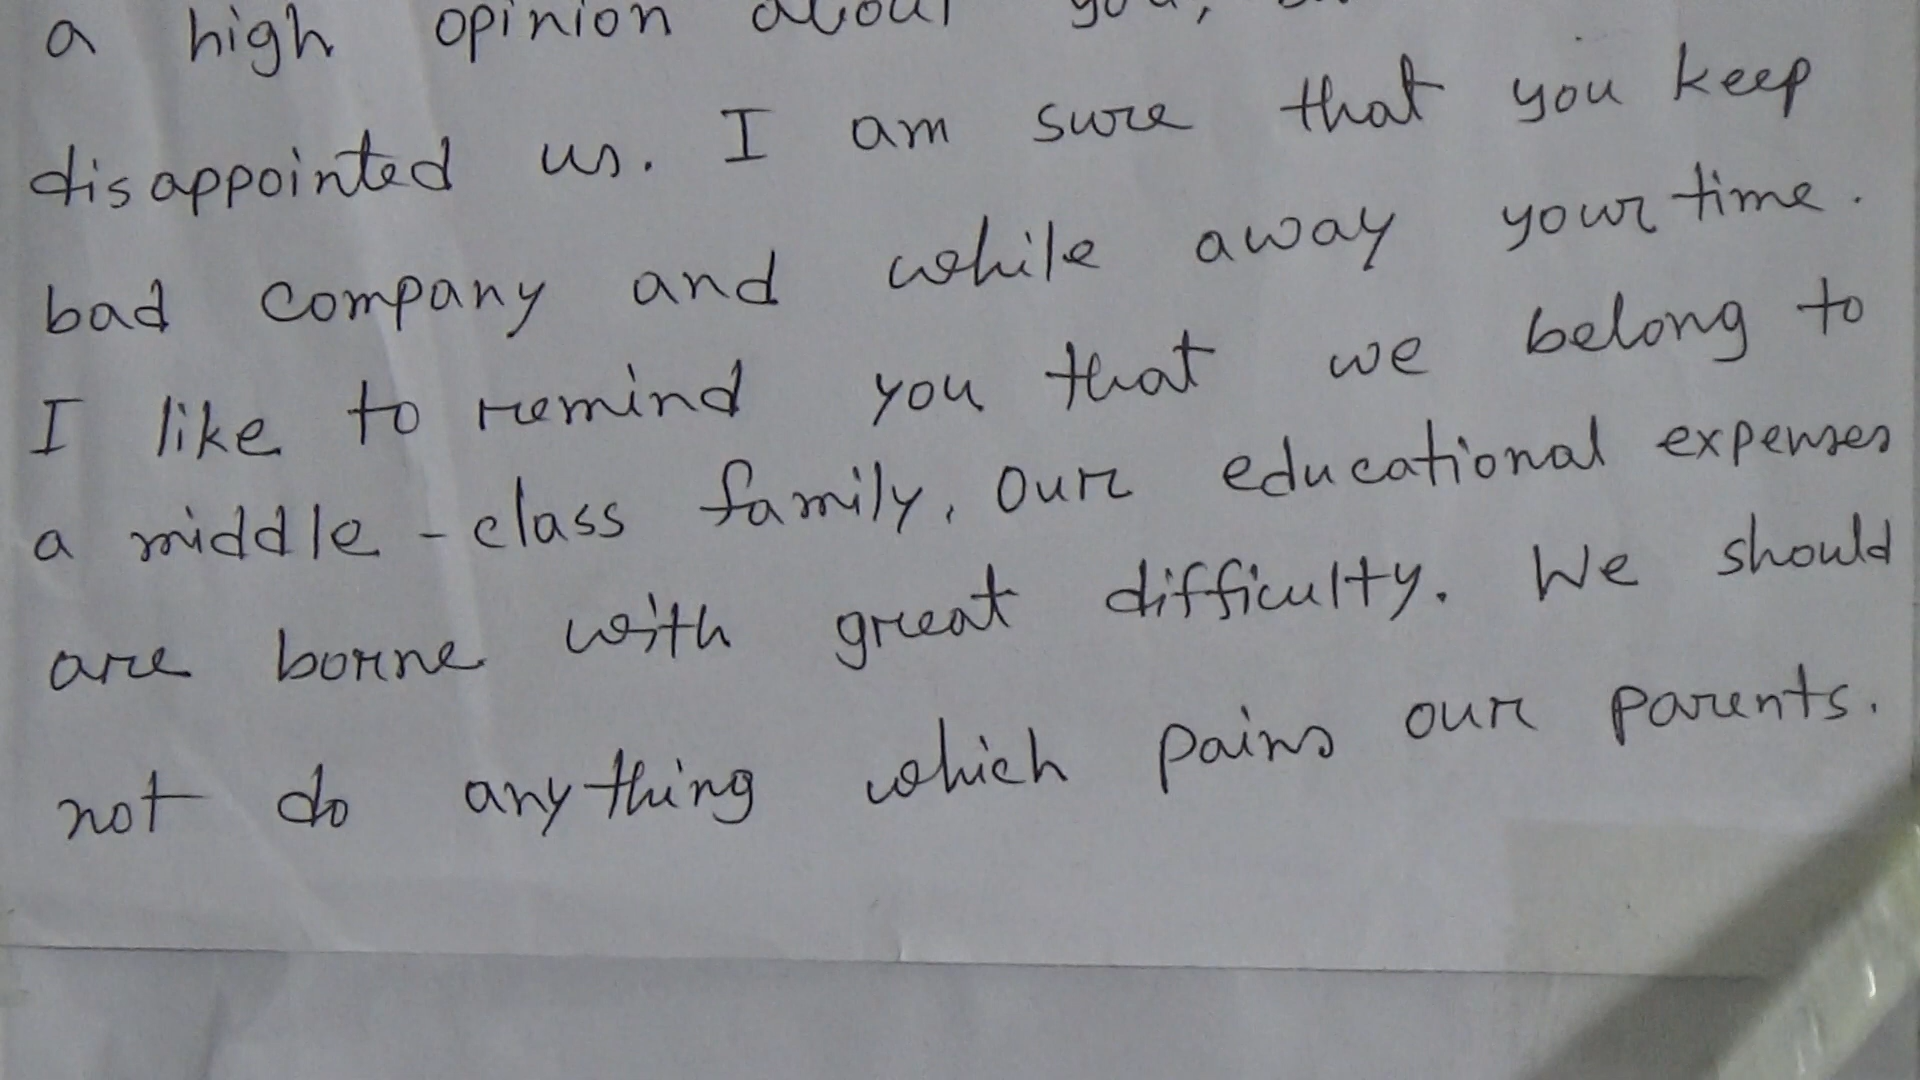 a high opinion about you,
disappointed us. I am sure that you keep
bad company and while away your time.
I like to remind you that we belong to
a middle-class family. Our educational expenses
are borne with great difficulty. We should
not do anything which pains our parents.